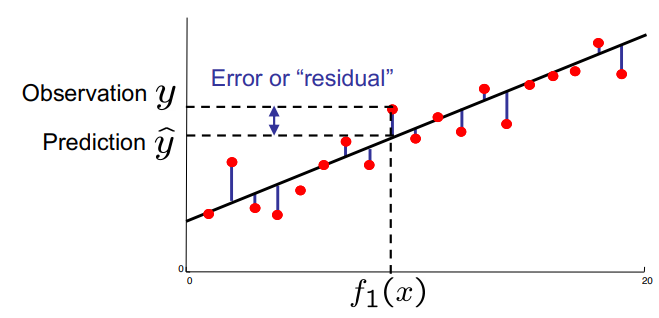 Error or “residual”
Observation y
Prediction ŷ
0
0
20
f₁(x)